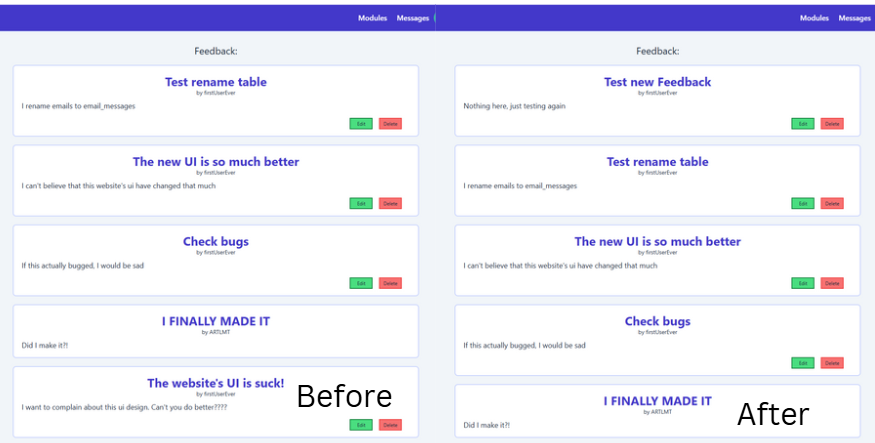 Modules Messages
Feedback:
Test rename table
by firstUserEver
I rename emails to email_messages
Edit Delete
The new UI is so much better
by firstUserEver
I can't believe that this website's ui have changed that much
Edit Delete
Check bugs
by firstUserEver
If this actually bugged, I would be sad
Edit Delete
I FINALLY MADE IT
by ARTLMT
Did I make it?!
The website's UI is suck!
by firstUserEver
I want to complain about this ui design. Can't you do better????
Edit Delete
Before
Modules Messages
Feedback:
Test new Feedback
by firstUserEver
Nothing here, just testing again
Edit Delete
Test rename table
by firstUserEver
I rename emails to email_messages
Edit Delete
The new UI is so much better
by firstUserEver
I can't believe that this website's ui have changed that much
Edit Delete
Check bugs
by firstUserEver
If this actually bugged, I would be sad
Edit Delete
I FINALLY MADE IT
by ARTLMT
Did I make it?!
After